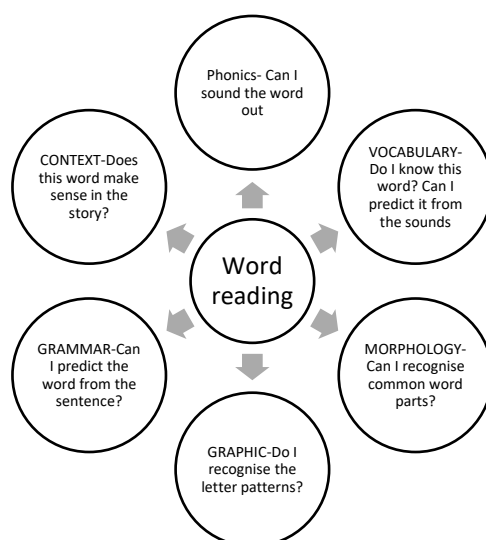 Phonics- Can I
sound the word
out
VOCABULARY-
Do I know this
word? Can I
predict it from
the sounds
MORPHOLOGY-
Can I recognise
common word
parts?
GRAPHIC-Do I
recognise the
letter patterns?
GRAMMAR-Can
I predict the
word from the
sentence?
CONTEXT-Does
this word make
sense in the
story?
Word
reading